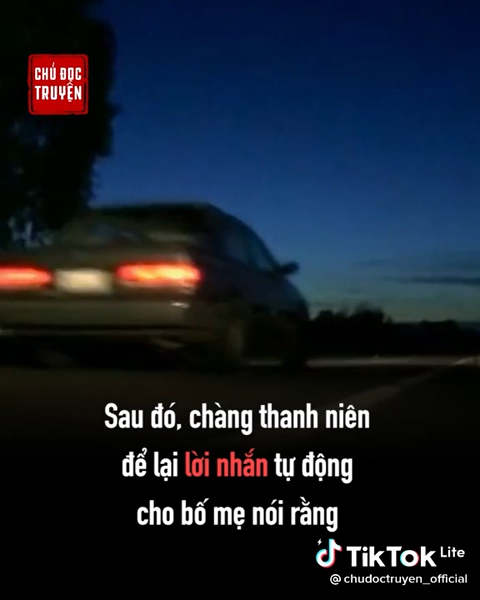 CHÚ ĐỌC
TRUYỆN
Sau đó, chàng thanh niên
để lại lời nhắn tự động
cho bố mẹ nói rằng
TikTok Lite
@chudoctruyen_official